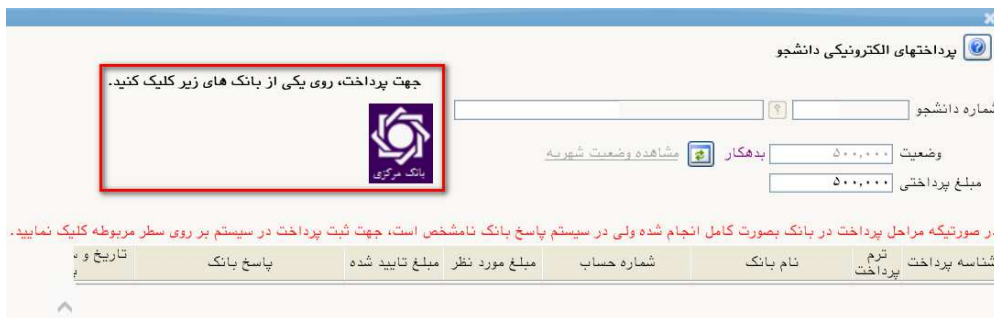 پرداختهای الکترونیکی دانشجو
جهت پرداخت، روی یکی از بانک های زیر کلیک کنید.
شماره دانشجو
؟
بانک مرکزی
وضعیت ۵۰۰,۰۰۰ بدهکار مشاهده وضعیت شهریه
مبلغ پرداختی ۵۰۰,۰۰۰
در صورتیکه مراحل پرداخت در بانک بصورت کامل انجام شده ولی در سیستم پاسخ بانک نامشخص است، جهت ثبت پرداخت در سیستم بر روی سطر مربوطه کلیک نمایید.
شناسه پرداخت ترم پرداخت نام بانک شماره حساب مبلغ مورد نظر مبلغ تایید شده پاسخ بانک تاریخ و